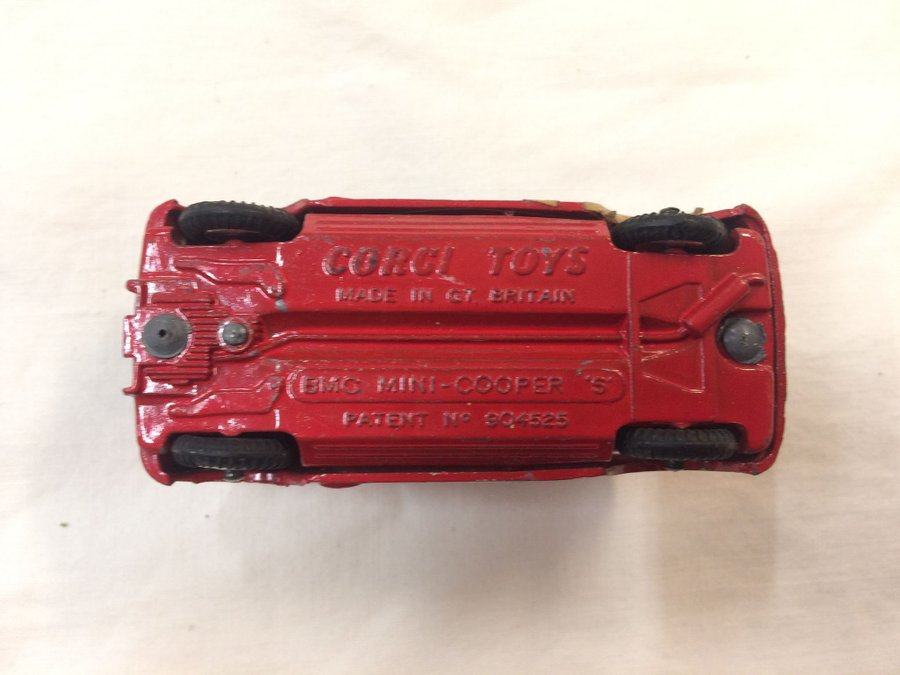 CORGI TOYS
MADE IN GT BRITAIN
BMC MINI-COOPER 'S'
PATENT Nº 904525